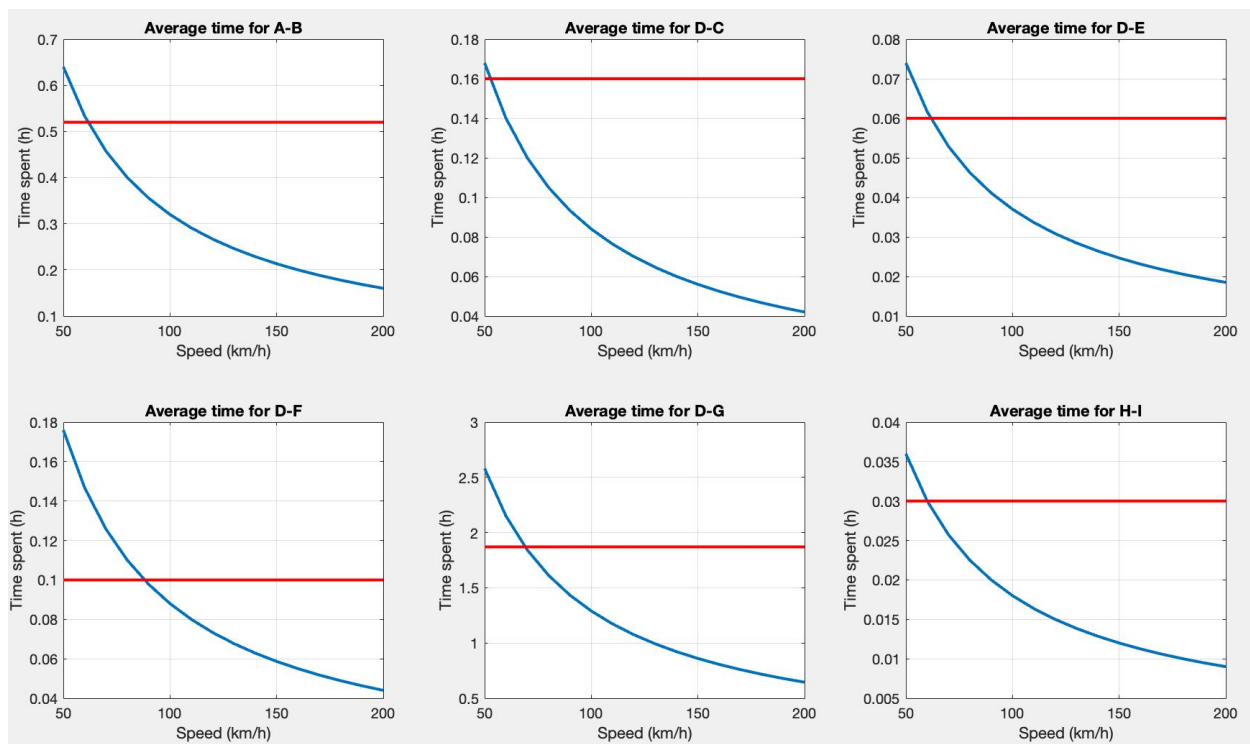 Average time for A-B
0.7
0.6
0.5
0.4
0.3
0.2
0.1
Time spent (h)
50 100 150 200
Speed (km/h)
Average time for D-C
0.18
0.16
0.14
0.12
0.1
0.08
0.06
0.04
Time spent (h)
50 100 150 200
Speed (km/h)
Average time for D-E
0.08
0.07
0.06
0.05
0.04
0.03
0.02
0.01
Time spent (h)
50 100 150 200
Speed (km/h)
Average time for D-F
0.18
0.16
0.14
0.12
0.1
0.08
0.06
0.04
Time spent (h)
50 100 150 200
Speed (km/h)
Average time for D-G
3
2.5
2
1.5
1
0.5
Time spent (h)
50 100 150 200
Speed (km/h)
Average time for H-I
0.04
0.035
0.03
0.025
0.02
0.015
0.01
0.005
Time spent (h)
50 100 150 200
Speed (km/h)